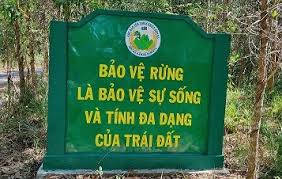 BẢO VỆ RỪNG
LÀ BẢO VỆ SỰ SỐNG
VÀ TÍNH ĐA DẠNG
CỦA TRÁI ĐẤT